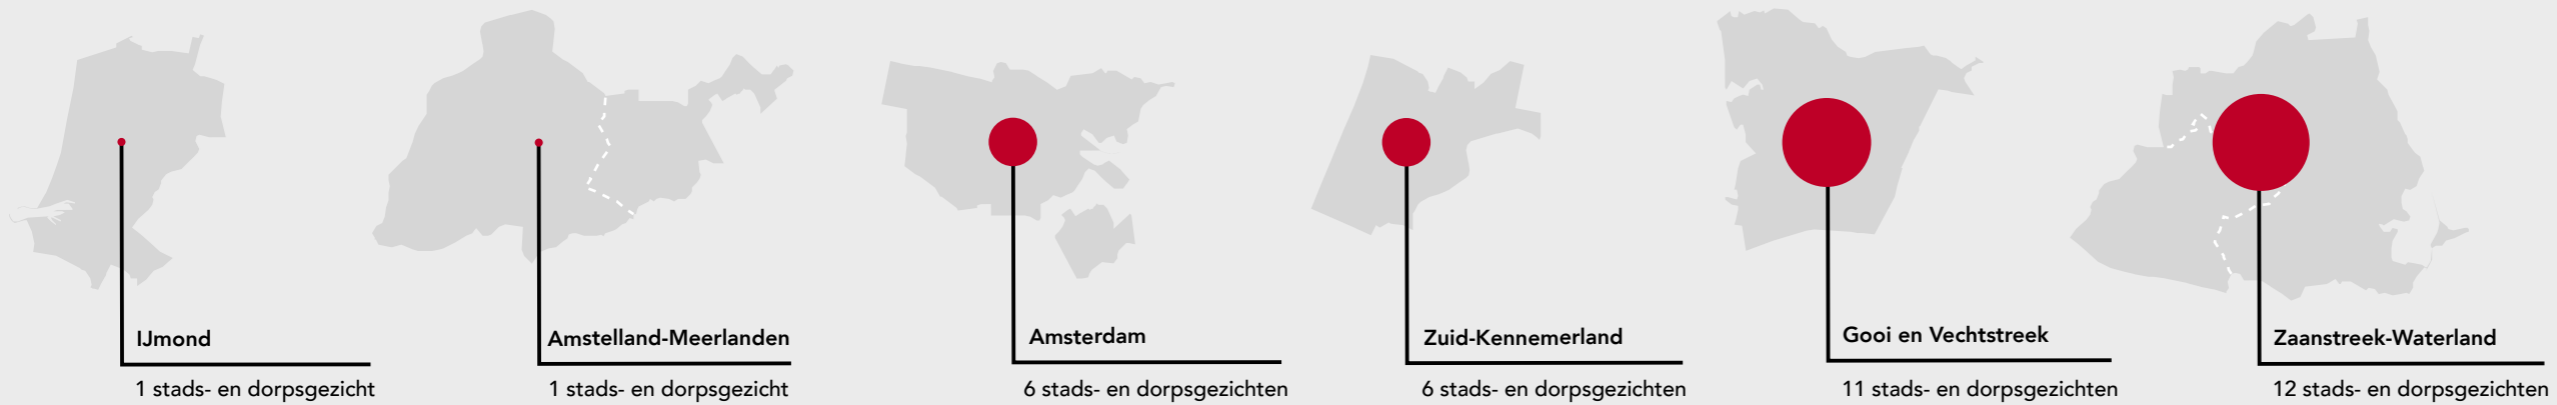 IJmond
1 stads- en dorpsgezicht
Amstelland-Meerlanden
1 stads- en dorpsgezicht
Amsterdam
6 stads- en dorpsgezichten
Zuid-Kennemerland
6 stads- en dorpsgezichten
Gooi en Vechtstreek
11 stads- en dorpsgezichten
Zaanstreek-Waterland
12 stads- en dorpsgezichten